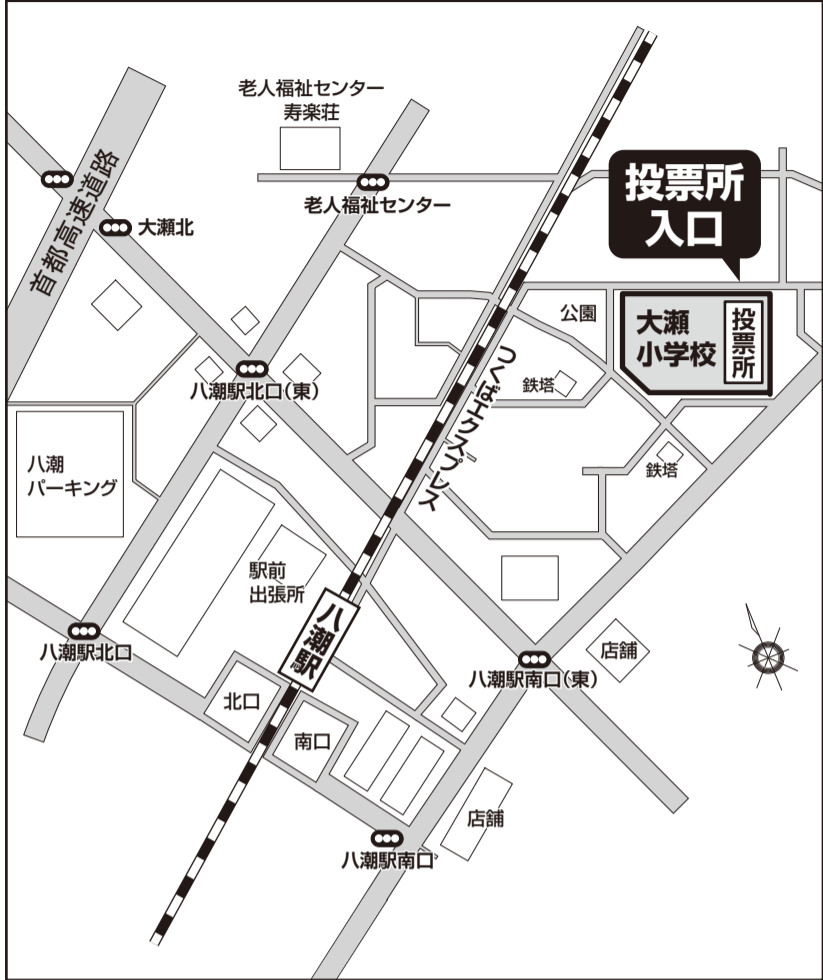 老人福祉センター
寿楽荘
首都高速道路
大瀬北
老人福祉センター
投票所
入口
公園
大瀬
小学校
投票所
八潮駅北口(東)
つくばエクスプレス
鉄塔
鉄塔
八潮
パーキング
駅前
出張所
八潮駅
八潮駅北口
北口
南口
八潮駅南口(東)
店舗
店舗
八潮駅南口